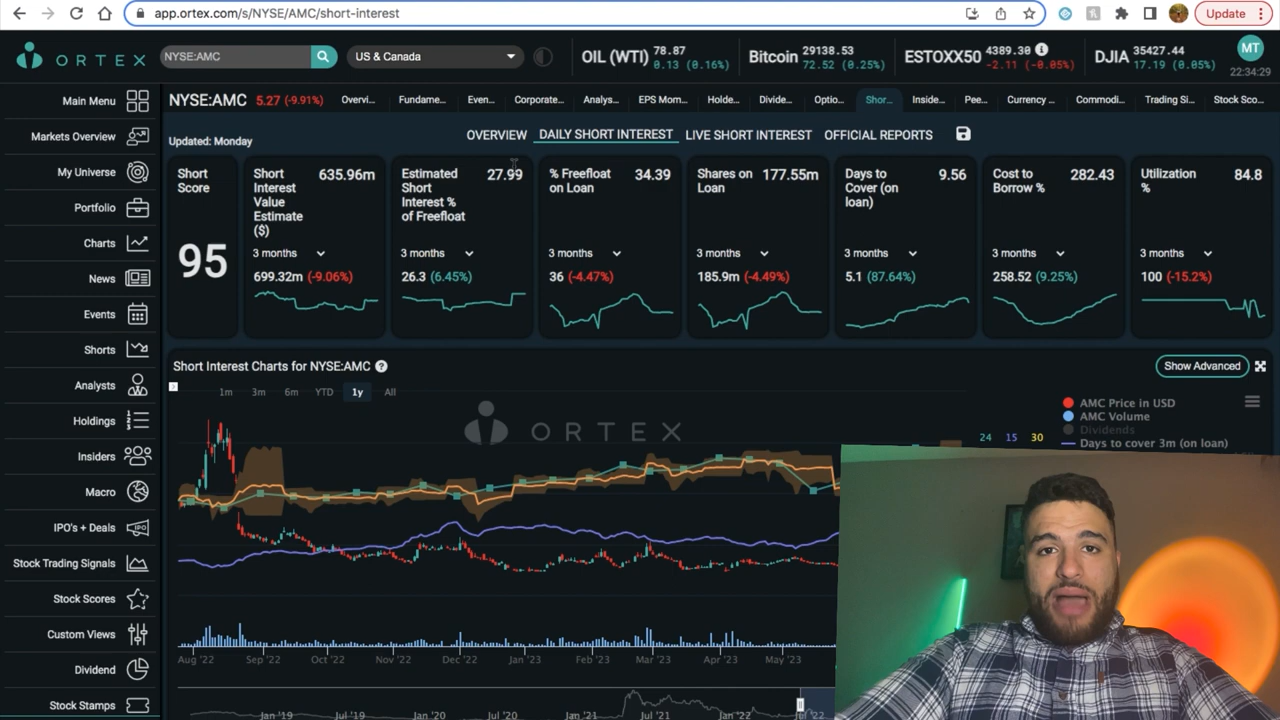 app.ortex.com/s/NYSE/AMC/short-interest
Update
ORTEX
NYSE:AMC
US & Canada
OIL (WTI) 78.87 0.13 (0.16%)
Bitcoin 29138.53 72.52 (0.25%)
ESTOXX50 4389.30 -2.11 (-0.05%)
DJIA 35427.44 17.19 (0.05%)
MT
22:34:29
Main Menu
Markets Overview
My Universe
Portfolio
Charts
News
Events
Shorts
Analysts
Holdings
Insiders
Macro
IPO's + Deals
Stock Trading Signals
Stock Scores
Custom Views
Dividend
Stock Stamps
NYSE:AMC 5.27 (-9.91%) Overvi... Fundame... Even... Corporate... Analys... EPS Mom... Holde... Divide... Optio... Shor... Inside... Pee... Currency ... Commodi... Trading Si... Stock Sco...
Updated: Monday
OVERVIEW DAILY SHORT INTEREST LIVE SHORT INTEREST OFFICIAL REPORTS
Short Score
95
Short Interest Value Estimate ($)
635.96m
3 months
699.32m (-9.06%)
Estimated Short Interest % of Freefloat
27.99
3 months
26.3 (6.45%)
% Freefloat on Loan
34.39
3 months
36 (-4.47%)
Shares on Loan
177.55m
3 months
185.9m (-4.49%)
Days to Cover (on loan)
9.56
3 months
5.1 (87.64%)
Cost to Borrow %
282.43
3 months
258.52 (9.25%)
Utilization %
84.8
3 months
100 (-15.2%)
Short Interest Charts for NYSE:AMC
Show Advanced
1m 3m 6m YTD 1y All
ORTEX
AMC Price in USD
AMC Volume
Dividends
Days to cover 3m (on loan)
24 15 30
Aug '22 Sep '22 Oct '22 Nov '22 Dec '22 Jan '23 Feb '23 Mar '23 Apr '23 May '23
Jan '19 Jul '19 Jan '20 Jul '20 Jan '21 Jul '21 Jan '22